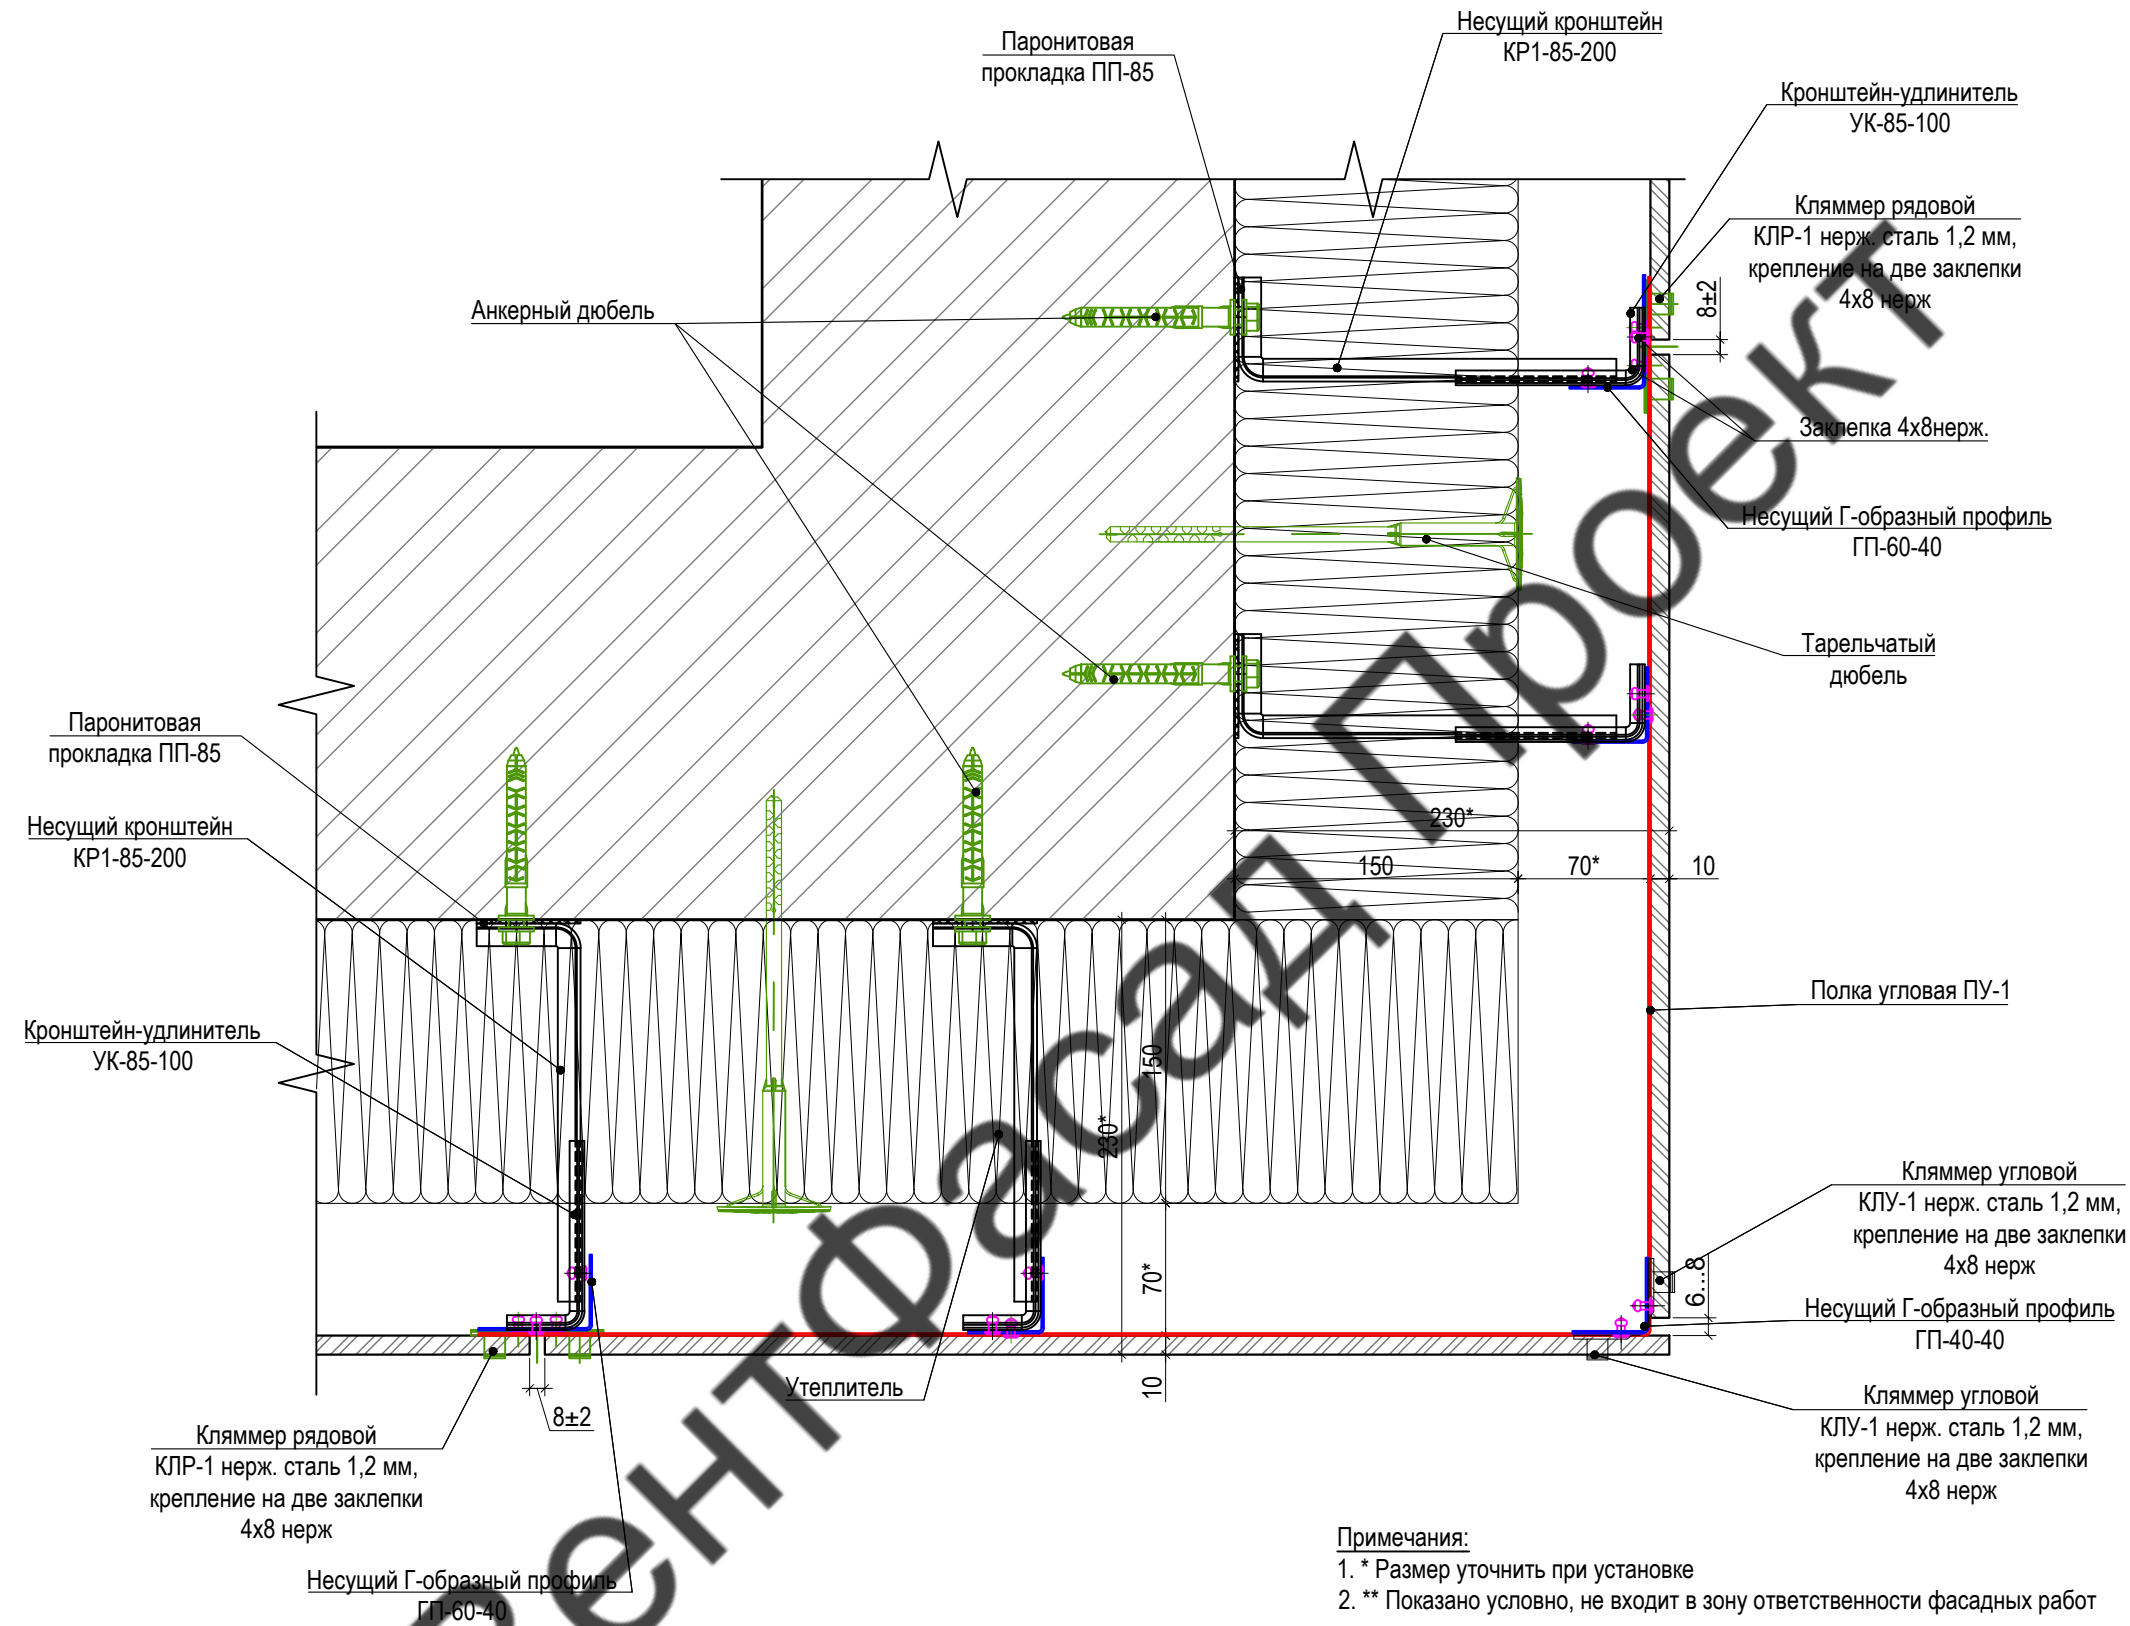 Несущий кронштейн
КР1-85-200
Паронитовая
прокладка ПП-85
Кронштейн-удлинитель
УК-85-100
Кляммер рядовой
КЛР-1 нерж. сталь 1,2 мм,
крепление на две заклепки
4х8 нерж
8±2
Анкерный дюбель
Заклепка 4х8нерж.
Несущий Г-образный профиль
ГП-60-40
Тарельчатый
дюбель
Паронитовая
прокладка ПП-85
Несущий кронштейн
КР1-85-200
230*
150
70*
10
Полка угловая ПУ-1
Кронштейн-удлинитель
УК-85-100
150
230*
70*
10
Кляммер угловой
КЛУ-1 нерж. сталь 1,2 мм,
крепление на две заклепки
4х8 нерж
6...8
Несущий Г-образный профиль
ГП-40-40
Утеплитель
8±2
Кляммер угловой
КЛУ-1 нерж. сталь 1,2 мм,
крепление на две заклепки
4х8 нерж
Кляммер рядовой
КЛР-1 нерж. сталь 1,2 мм,
крепление на две заклепки
4х8 нерж
Несущий Г-образный профиль
ГП-60-40
Примечания:
1. * Размер уточнить при установке
2. ** Показано условно, не входит в зону ответственности фасадных работ
ентФасад Проект